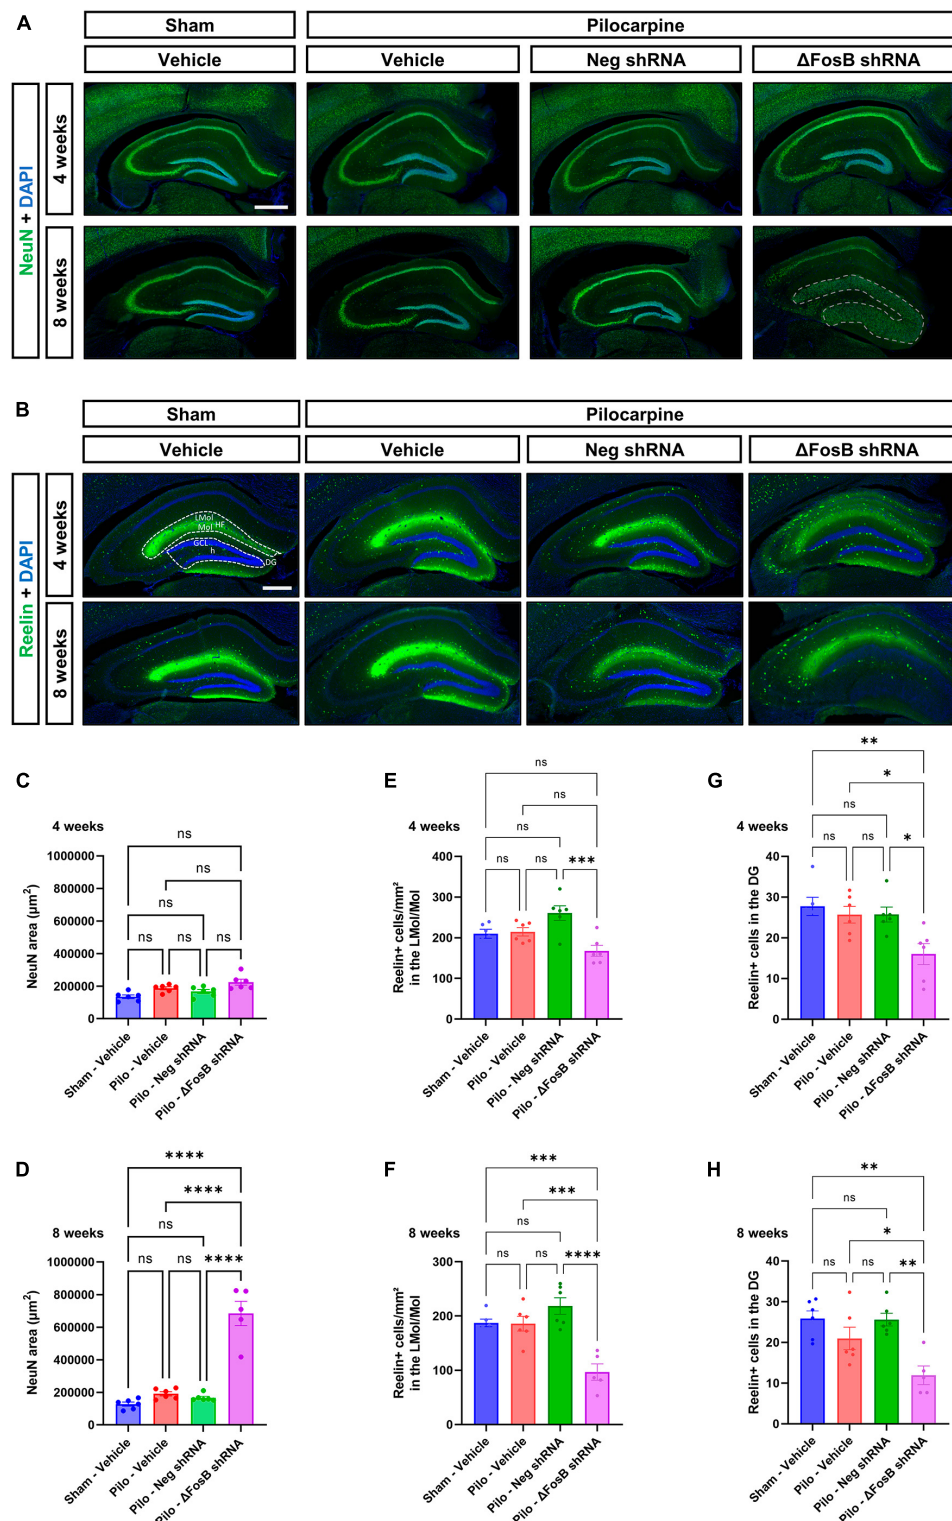 A
Sham
Pilocarpine
Vehicle
Vehicle
Neg shRNA
ΔFosB shRNA
NeuN + DAPI
4 weeks
8 weeks
B
Sham
Pilocarpine
Vehicle
Vehicle
Neg shRNA
ΔFosB shRNA
Reelin + DAPI
4 weeks
LMol
Mol
HF
GCL
h
DG
8 weeks
C
4 weeks
ns
ns
ns
ns
ns
ns
1000000
800000
600000
400000
200000
0
NeuN area (µm²)
Sham - Vehicle
Pilo - Vehicle
Pilo - Neg shRNA
Pilo - ΔFosB shRNA
E
4 weeks
ns
ns
ns
ns
ns
***
400
300
200
100
0
Reelin+ cells/mm²
in the LMol/Mol
Sham - Vehicle
Pilo - Vehicle
Pilo - Neg shRNA
Pilo - ΔFosB shRNA
G
4 weeks
**
*
ns
ns
ns
*
40
30
20
10
0
Reelin+ cells in the DG
Sham - Vehicle
Pilo - Vehicle
Pilo - Neg shRNA
Pilo - ΔFosB shRNA
D
8 weeks
****
****
ns
ns
ns
****
1000000
800000
600000
400000
200000
0
NeuN area (µm²)
Sham - Vehicle
Pilo - Vehicle
Pilo - Neg shRNA
Pilo - ΔFosB shRNA
F
8 weeks
***
***
ns
ns
ns
****
300
200
100
0
Reelin+ cells/mm²
in the LMol/Mol
Sham - Vehicle
Pilo - Vehicle
Pilo - Neg shRNA
Pilo - ΔFosB shRNA
H
8 weeks
**
ns
*
ns
ns
**
40
30
20
10
0
Reelin+ cells in the DG
Sham - Vehicle
Pilo - Vehicle
Pilo - Neg shRNA
Pilo - ΔFosB shRNA